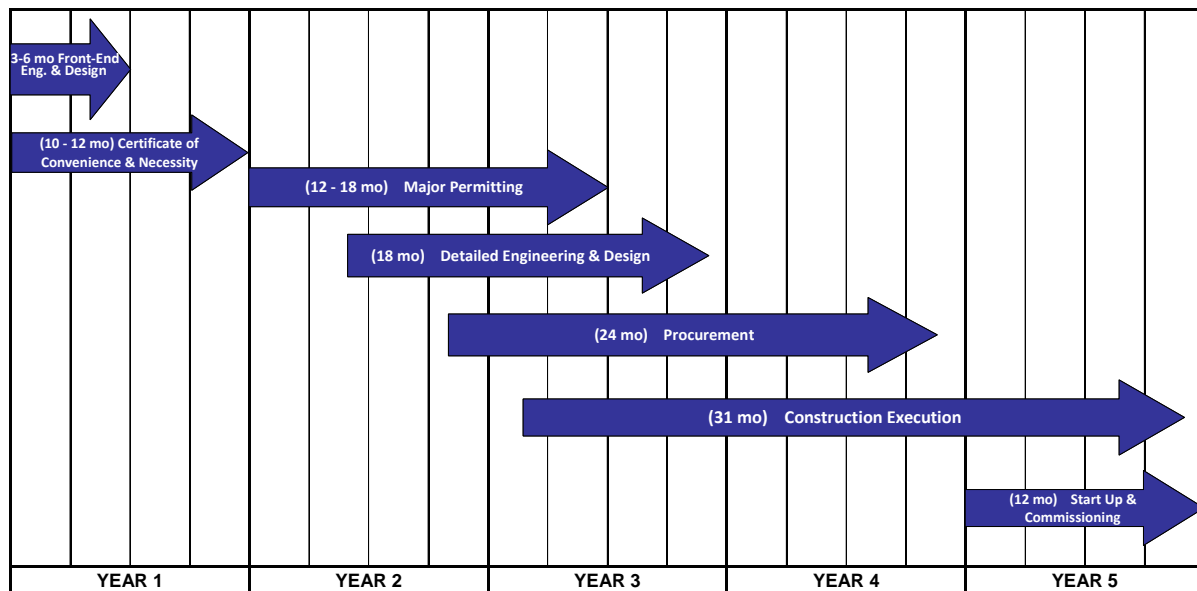 3-6 mo Front-End
Eng. & Design
(10 - 12 mo) Certificate of
Convenience & Necessity
(12 - 18 mo) Major Permitting
(18 mo) Detailed Engineering & Design
(24 mo) Procurement
(31 mo) Construction Execution
(12 mo) Start Up &
Commissioning
YEAR 1 YEAR 2 YEAR 3 YEAR 4 YEAR 5